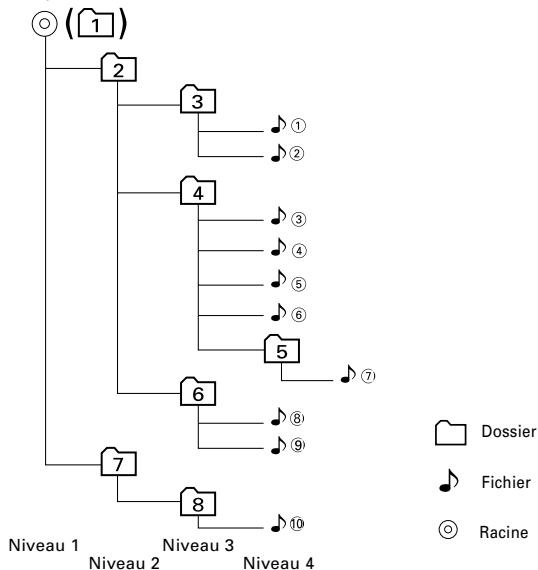 (1)
2
3
①
②
4
③
④
⑤
⑥
5
⑦
6
⑧
⑨
7
8
⑩
Dossier
Fichier
Racine
Niveau 1
Niveau 2
Niveau 3
Niveau 4